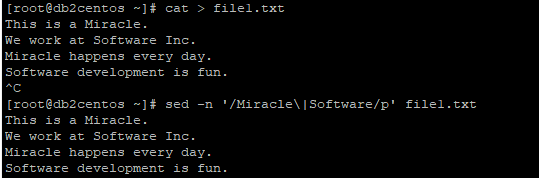 [root@db2centos ~]# cat > file1.txt
This is a Miracle.
We work at Software Inc.
Miracle happens every day.
Software development is fun.
^C
[root@db2centos ~]# sed -n '/Miracle\|Software/p' file1.txt
This is a Miracle.
We work at Software Inc.
Miracle happens every day.
Software development is fun.